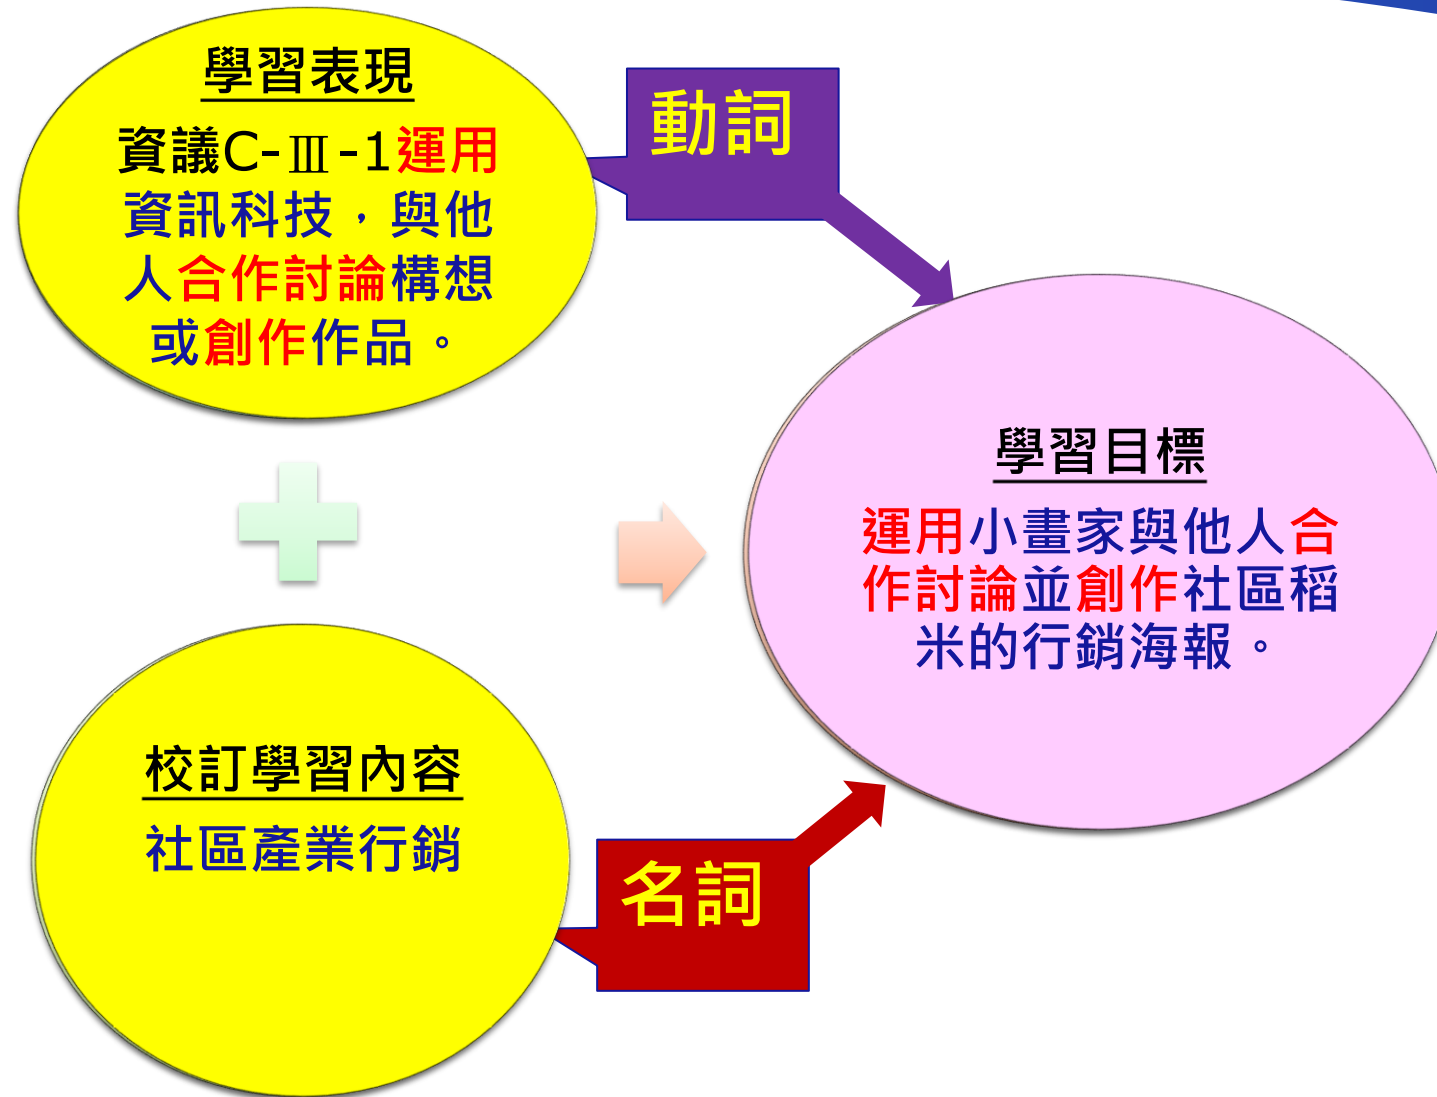 學習表現
資議C-Ⅲ-1運用
資訊科技，與他
人合作討論構想
或創作作品。
動詞
學習目標
運用小畫家與他人合
作討論並創作社區稻
米的行銷海報。
校訂學習內容
社區產業行銷
名詞